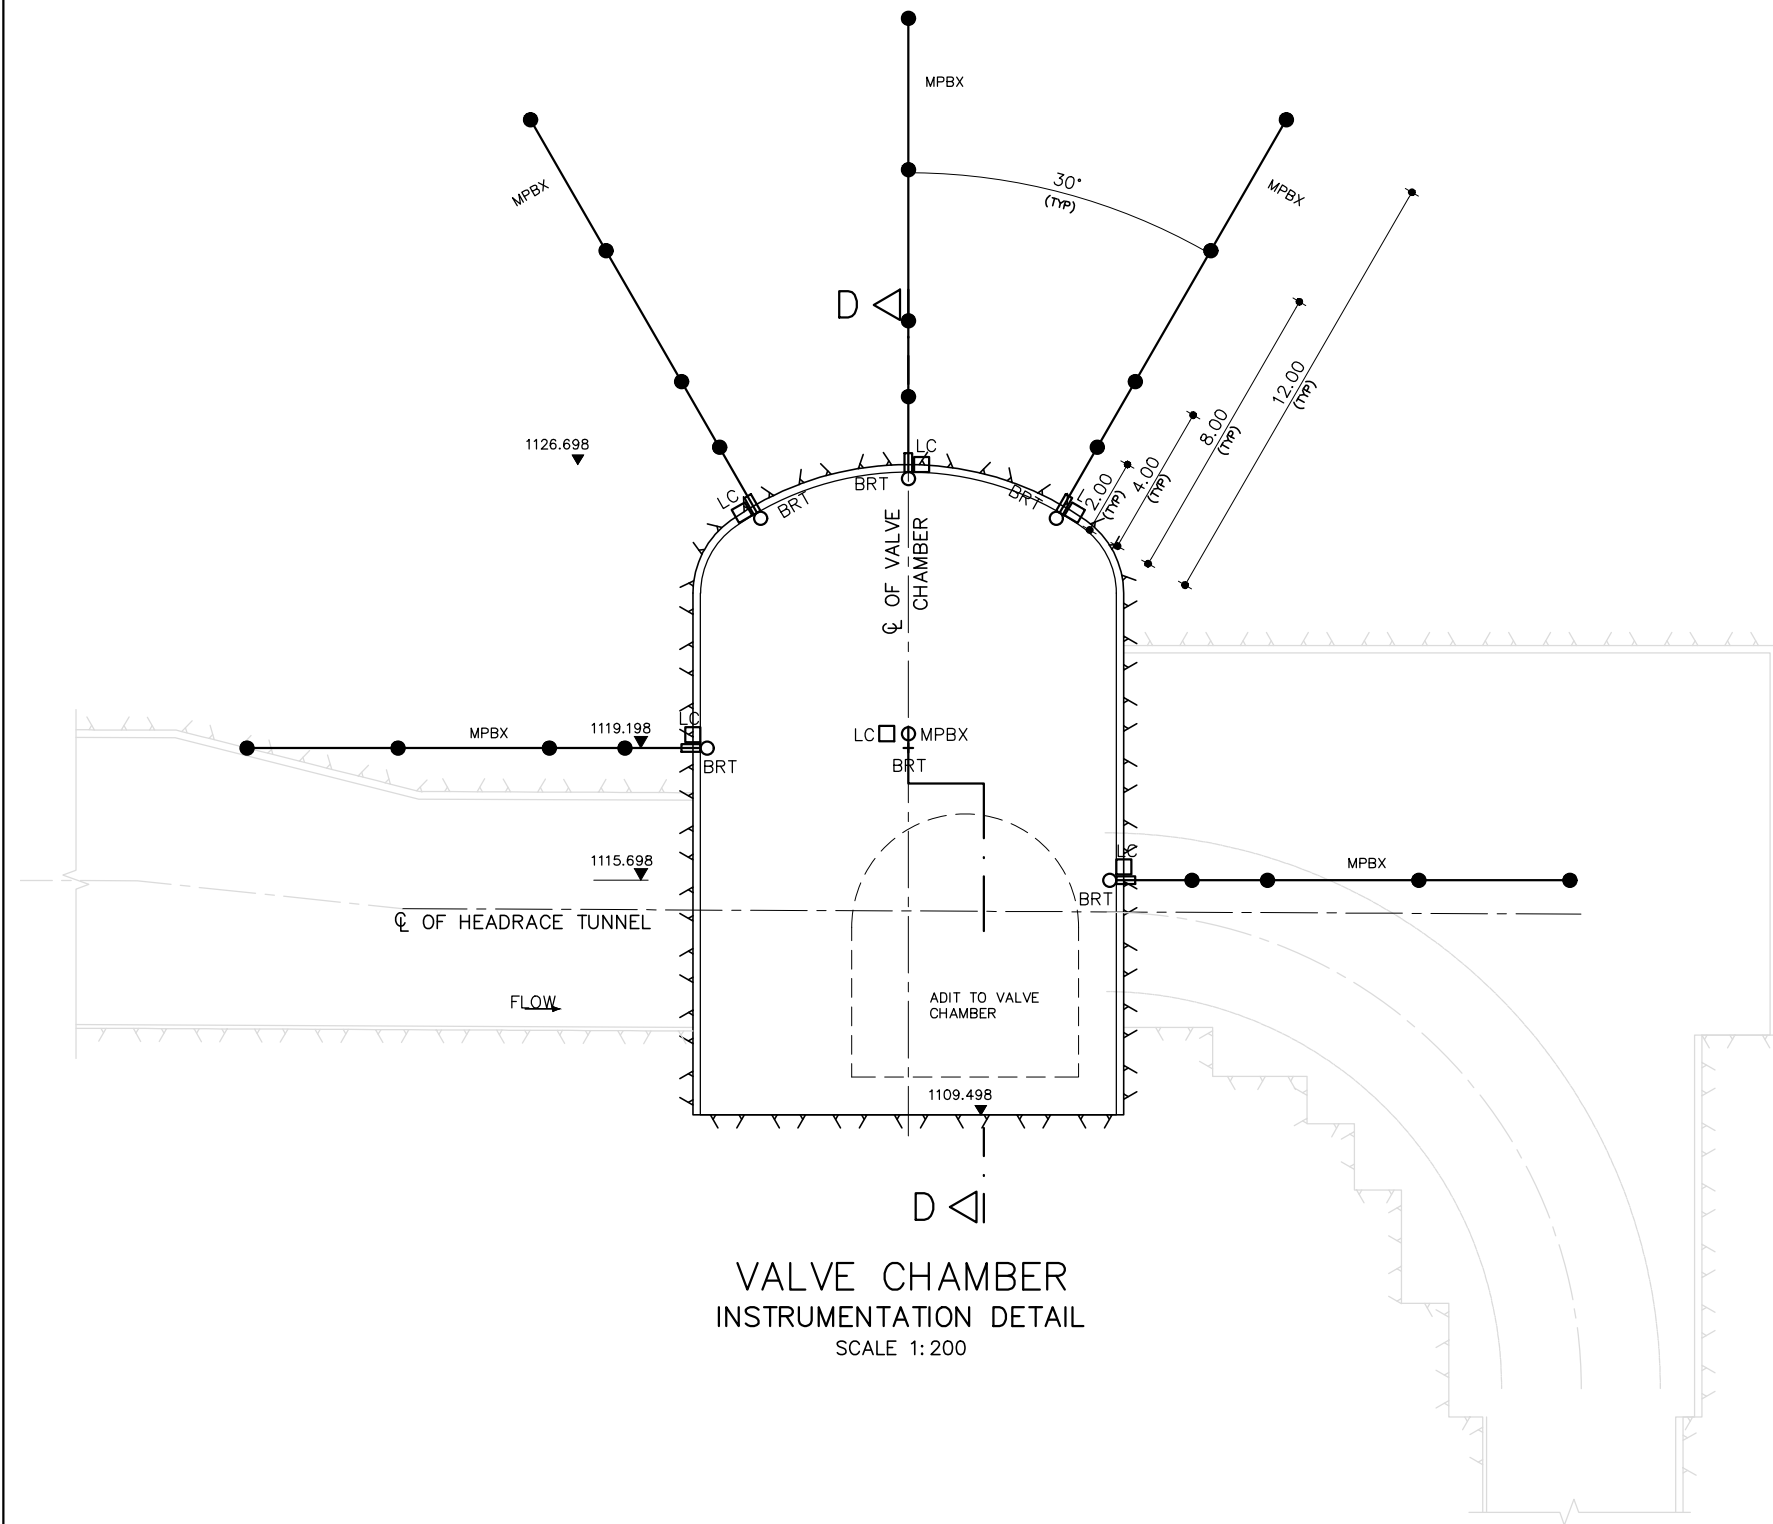 MPBX
30°
(TYP)
MPBX
MPBX
D
12.00
(TYP)
8.00
(TYP)
4.00
(TYP)
2.00
(TYP)
1126.698
LC
LC
BRT
BRT
BRT
℄ OF VALVE
CHAMBER
LC
1119.198
MPBX
BRT
LC
MPBX
BRT
1115.698
LC
MPBX
BRT
℄ OF HEADRACE TUNNEL
FLOW
ADIT TO VALVE
CHAMBER
1109.498
D
VALVE CHAMBER
INSTRUMENTATION DETAIL
SCALE 1:200